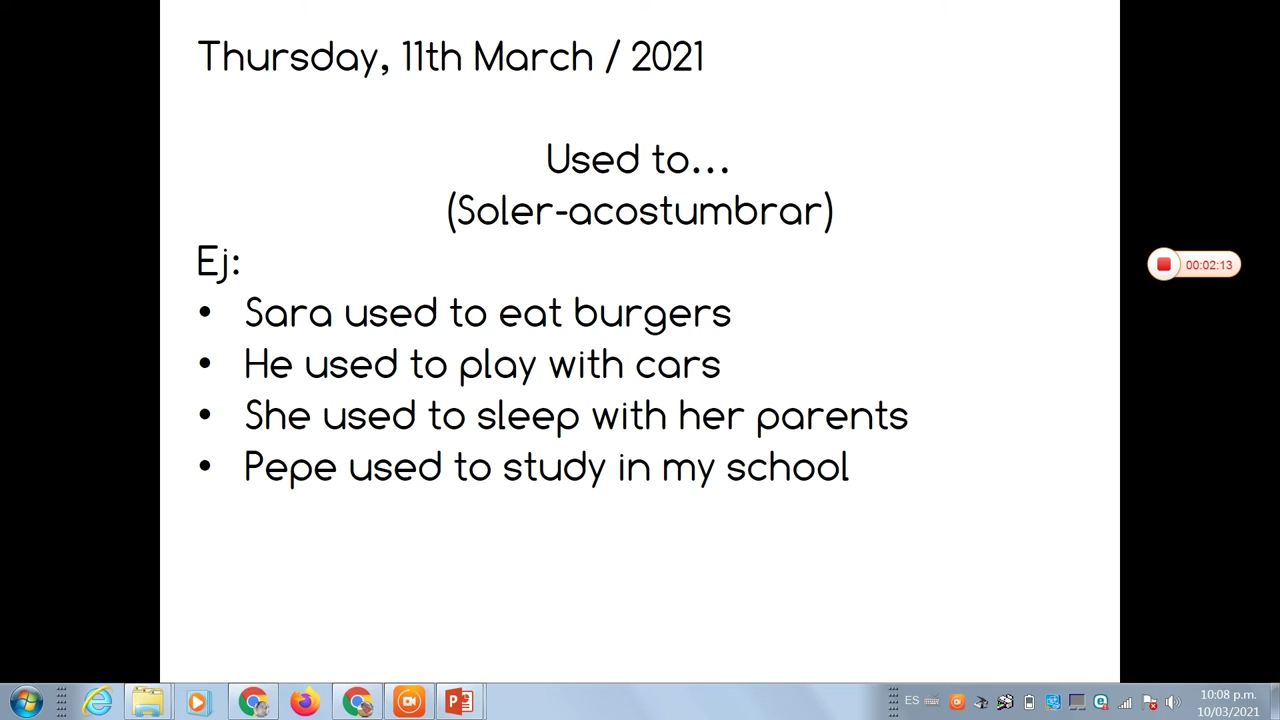 Thursday, 11th March / 2021
Used to...
(Soler-acostumbrar)
Ej:
• Sara used to eat burgers
• He used to play with cars
• She used to sleep with her parents
• Pepe used to study in my school
00:02:13
ES
10:08 p.m.
10/03/2021